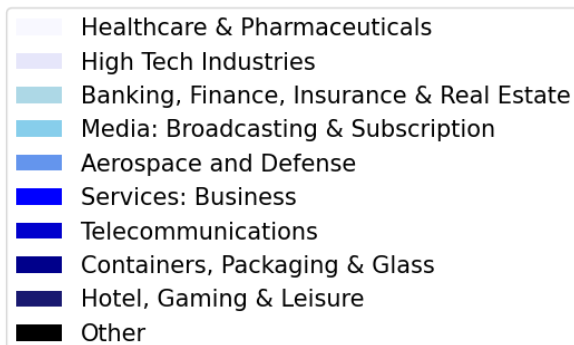 Healthcare & Pharmaceuticals
High Tech Industries
Banking, Finance, Insurance & Real Estate
Media: Broadcasting & Subscription
Aerospace and Defense
Services: Business
Telecommunications
Containers, Packaging & Glass
Hotel, Gaming & Leisure
Other